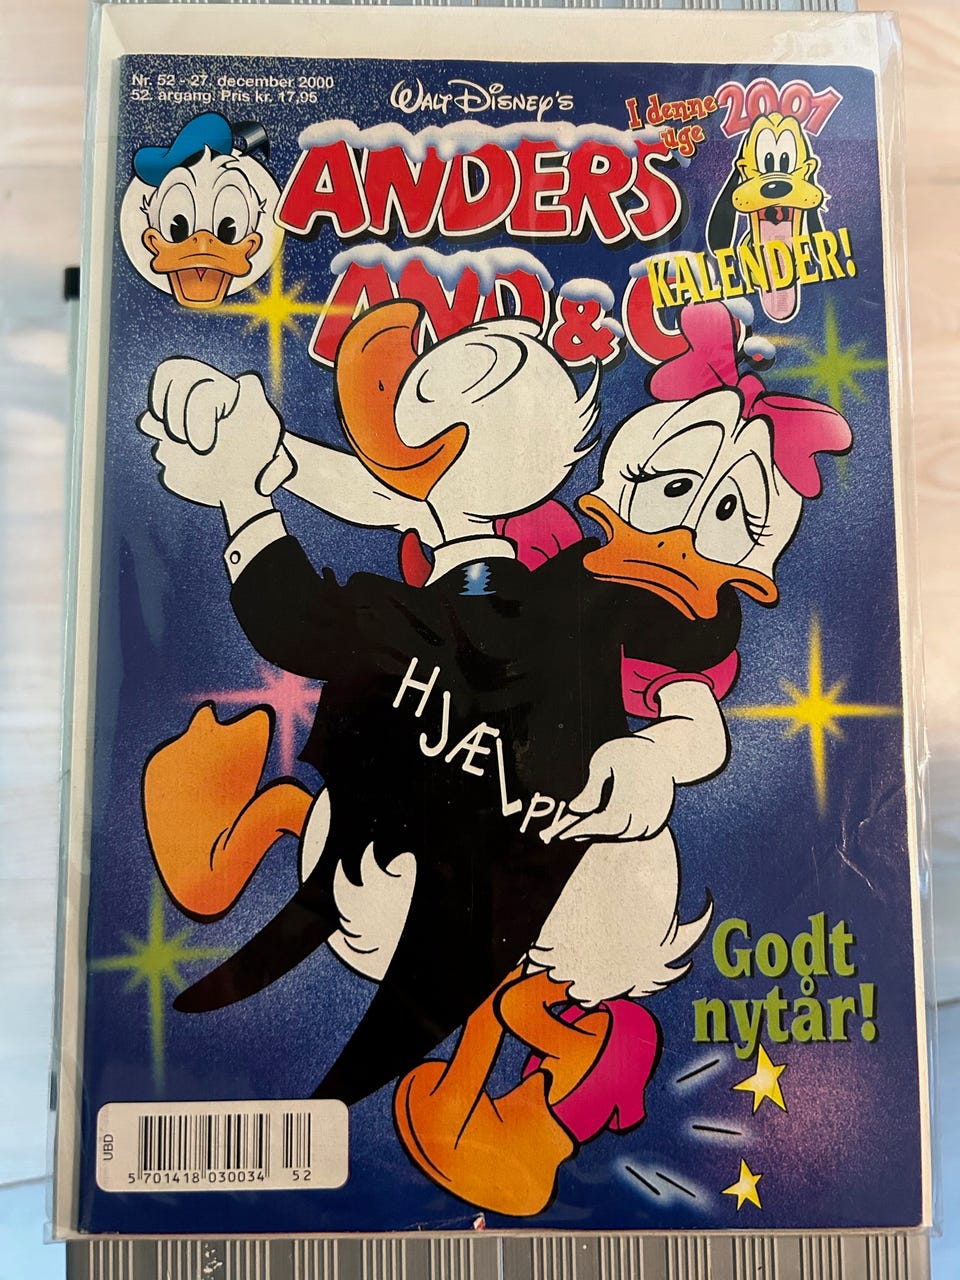 Nr. 52 - 27. december 2000
52. årgang. Pris kr. 17,95
WALT DISNEY'S
I denne
uge
2001
KALENDER!
ANDERS
AND & C
HJÆLP
Godt
nytår!
UBD
5 701418 030034 52